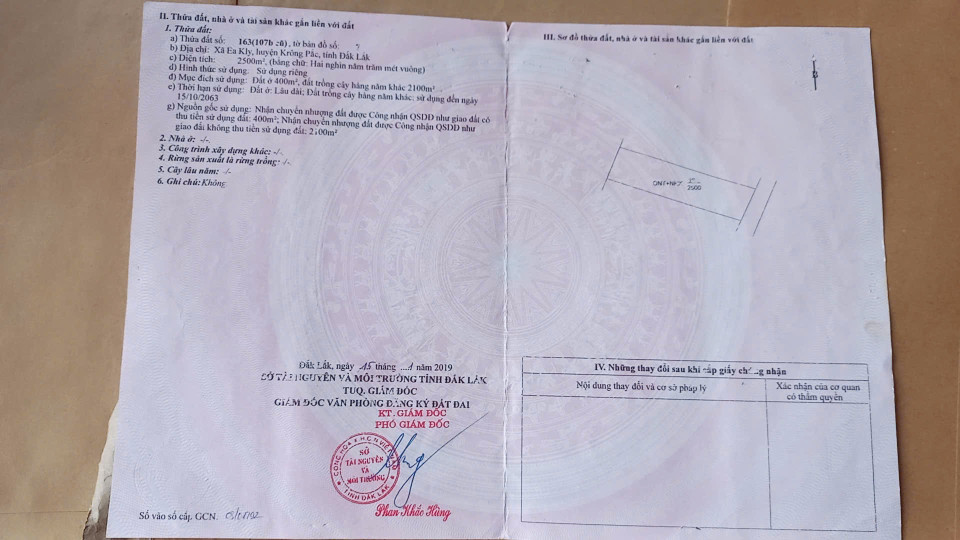 II. Thửa đất, nhà ở và tài sản khác gắn liền với đất
1. Thửa đất:
a) Thửa đất số: 163(107b cũ), tờ bản đồ số:
b) Địa chỉ: Xã Ea Kly, huyện Krông Pắc, tỉnh Đắk Lắk
c) Diện tích: 2500m², (bằng chữ: Hai nghìn năm trăm mét vuông)
d) Hình thức sử dụng: Sử dụng riêng
đ) Mục đích sử dụng: Đất ở 400m², đất trồng cây hàng năm khác 2100m²
e) Thời hạn sử dụng: Đất ở: Lâu dài; Đất trồng cây hàng năm khác: sử dụng đến ngày
15/10/2063
g) Nguồn gốc sử dụng: Nhận chuyển nhượng đất được Công nhận QSDĐ như giao đất có
thu tiền sử dụng đất: 400m²; Nhận chuyển nhượng đất được Công nhận QSDĐ như
giao đất không thu tiền sử dụng đất: 2100m²
2. Nhà ở: -/-
3. Công trình xây dựng khác: -/-
4. Rừng sản xuất là rừng trồng: -/-
5. Cây lâu năm: -/-
6. Ghi chú: Không
Đắk Lắk, ngày 15 tháng năm 2019
SỞ TÀI NGUYÊN VÀ MÔI TRƯỜNG TỈNH ĐẮK LẮK
TUQ. GIÁM ĐỐC
GIÁM ĐỐC VĂN PHÒNG ĐĂNG KÝ ĐẤT ĐAI
KT. GIÁM ĐỐC
PHÓ GIÁM ĐỐC
CỘNG HÒA X.H.C.N VIỆT NAM
SỞ
TÀI NGUYÊN
VÀ
MÔI TRƯỜNG
TỈNH ĐẮK LẮK
Phan Khắc Hùng
Số vào sổ cấp GCN:
III. Sơ đồ thửa đất, nhà ở và tài sản khác gắn liền với đất
2500
IV. Những thay đổi sau khi cấp giấy chứng nhận
Nội dung thay đổi và cơ sở pháp lý
Xác nhận của cơ quan
có thẩm quyền